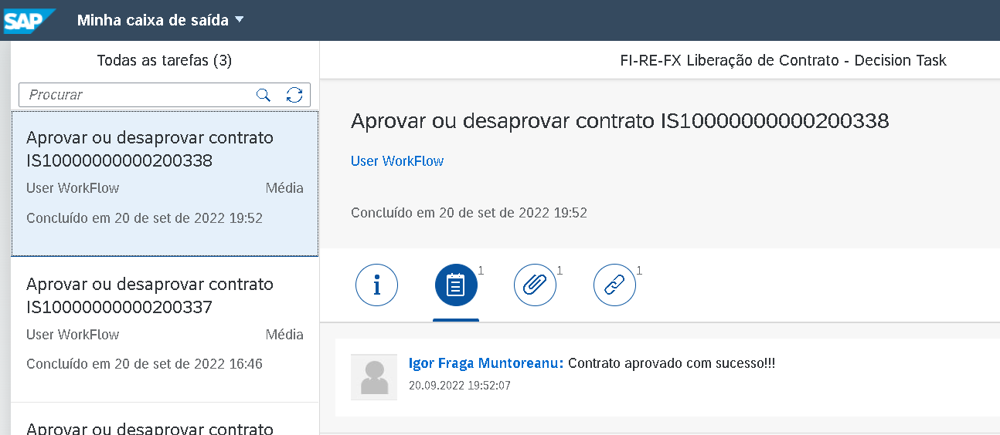 SAP
Minha caixa de saída
Todas as tarefas (3)
Procurar
Aprovar ou desaprovar contrato
IS10000000000200338
User WorkFlow Média
Concluído em 20 de set de 2022 19:52
Aprovar ou desaprovar contrato
IS10000000000200337
User WorkFlow Média
Concluído em 20 de set de 2022 16:46
Aprovar ou desaprovar contrato
FI-RE-FX Liberação de Contrato - Decision Task
Aprovar ou desaprovar contrato IS10000000000200338
User WorkFlow
Concluído em 20 de set de 2022 19:52
1 1 1
Igor Fraga Muntoreanu: Contrato aprovado com sucesso!!!
20.09.2022 19:52:07